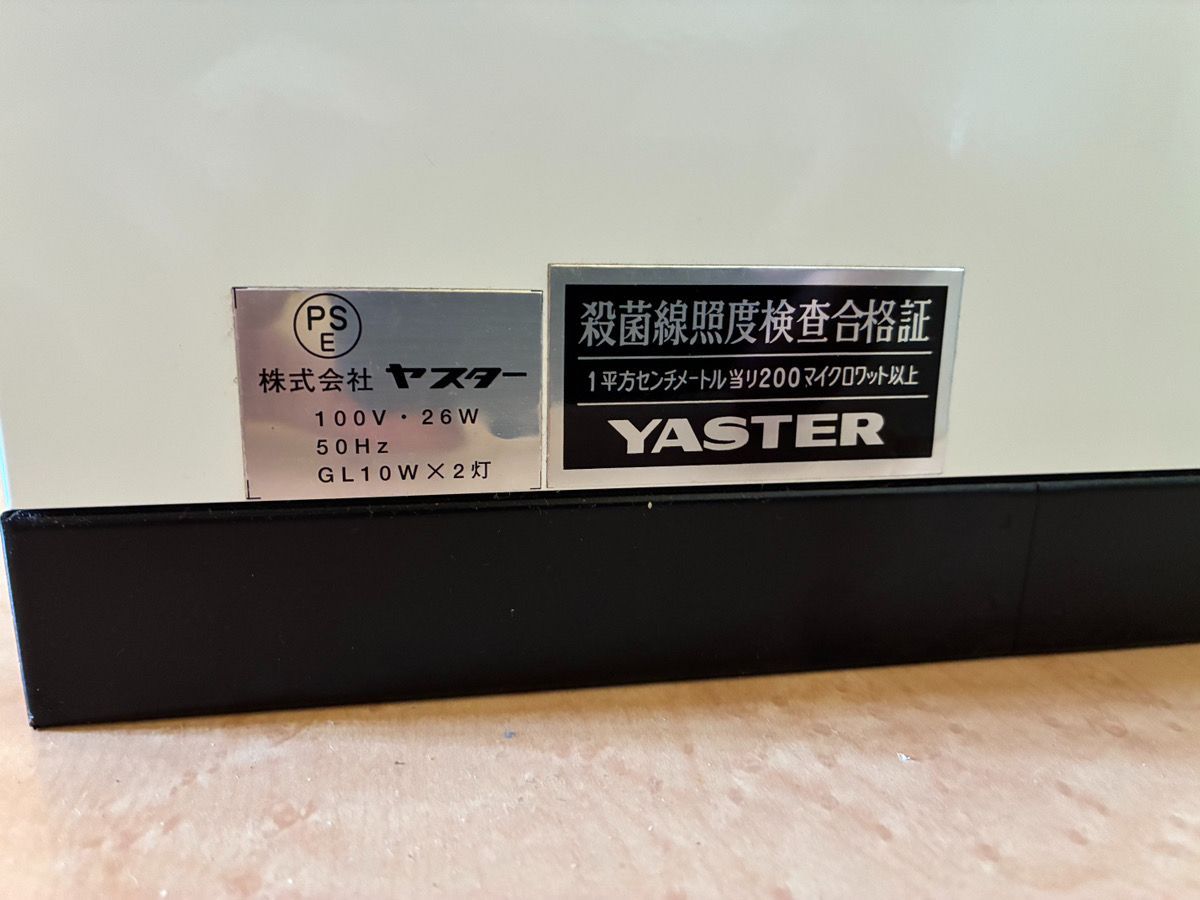 PS
E
株式会社 ヤスター
100V・26W
50Hz
GL10W×2灯
殺菌線照度検査合格証
1平方センチメートル当り200マイクロワット以上
YASTER